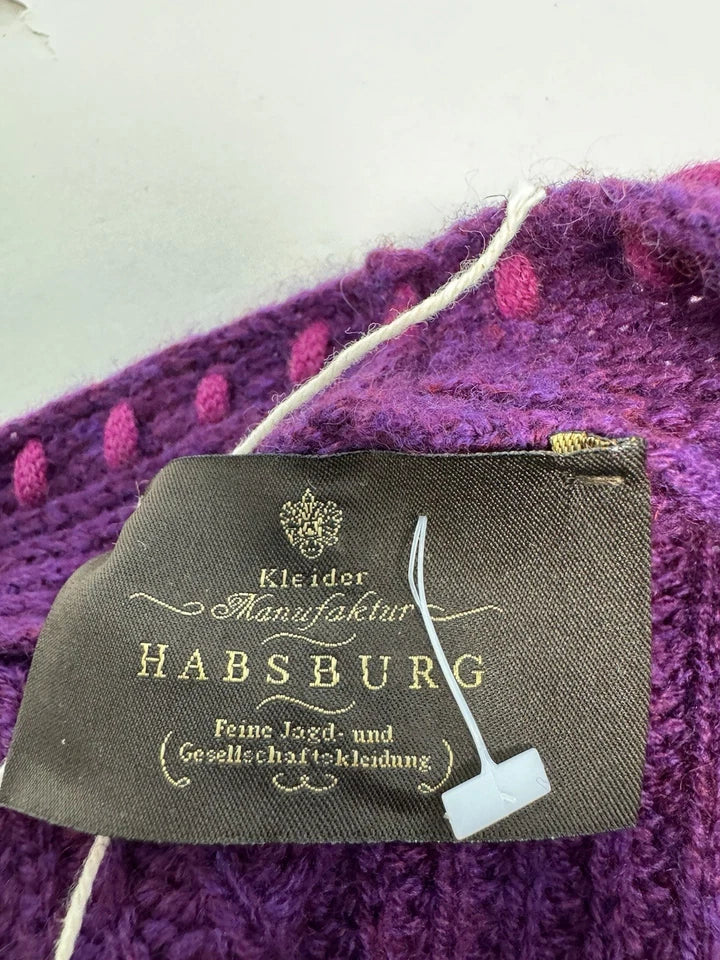 Kleider
Manufaktur
HABSBURG
Feine Jagd- und
Gesellschaftskleidung